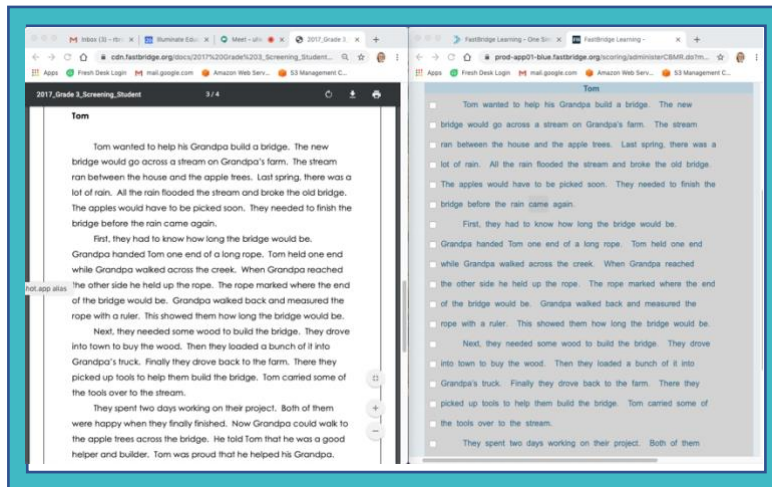 Inbox (3) - rtr
Illuminate Edu
Meet - uliv
2017_Grade 3_
cdn.fastbridge.org/docs/2017%20Grade%203_Screening_Student...
Apps Fresh Desk Login mail.google.com Amazon Web Serv... S3 Management C...
2017_Grade 3_Screening_Student 3/4
Tom
Tom wanted to help his Grandpa build a bridge. The new
bridge would go across a stream on Grandpa's farm. The stream
ran between the house and the apple trees. Last spring, there was a
lot of rain. All the rain flooded the stream and broke the old bridge.
The apples would have to be picked soon. They needed to finish the
bridge before the rain came again.
First, they had to know how long the bridge would be.
Grandpa handed Tom one end of a long rope. Tom held one end
while Grandpa walked across the creek. When Grandpa reached
the other side he held up the rope. The rope marked where the end
hot.app alias
of the bridge would be. Grandpa walked back and measured the
rope with a ruler. This showed them how long the bridge would be.
Next, they needed some wood to build the bridge. They drove
into town to buy the wood. Then they loaded a bunch of it into
Grandpa's truck. Finally they drove back to the farm. There they
picked up tools to help them build the bridge. Tom carried some of
the tools over to the stream.
They spent two days working on their project. Both of them
were happy when they finally finished. Now Grandpa could walk to
the apple trees across the bridge. He told Tom that he was a good
helper and builder. Tom was proud that he helped his Grandpa.
FastBridge Learning - One Sim
FastBridge Learning -
prod-app01-blue.fastbridge.org/scoring/administerCBMR.do?m...
Apps Fresh Desk Login mail.google.com Amazon Web Serv... S3 Management C...
Tom
Tom wanted to help his Grandpa build a bridge. The new
bridge would go across a stream on Grandpa's farm. The stream
ran between the house and the apple trees. Last spring, there was a
lot of rain. All the rain flooded the stream and broke the old bridge.
The apples would have to be picked soon. They needed to finish the
bridge before the rain came again.
First, they had to know how long the bridge would be.
Grandpa handed Tom one end of a long rope. Tom held one end
while Grandpa walked across the creek. When Grandpa reached
the other side he held up the rope. The rope marked where the end
of the bridge would be. Grandpa walked back and measured the
rope with a ruler. This showed them how long the bridge would be.
Next, they needed some wood to build the bridge. They drove
into town to buy the wood. Then they loaded a bunch of it into
Grandpa's truck. Finally they drove back to the farm. There they
picked up tools to help them build the bridge. Tom carried some of
the tools over to the stream.
They spent two days working on their project. Both of them